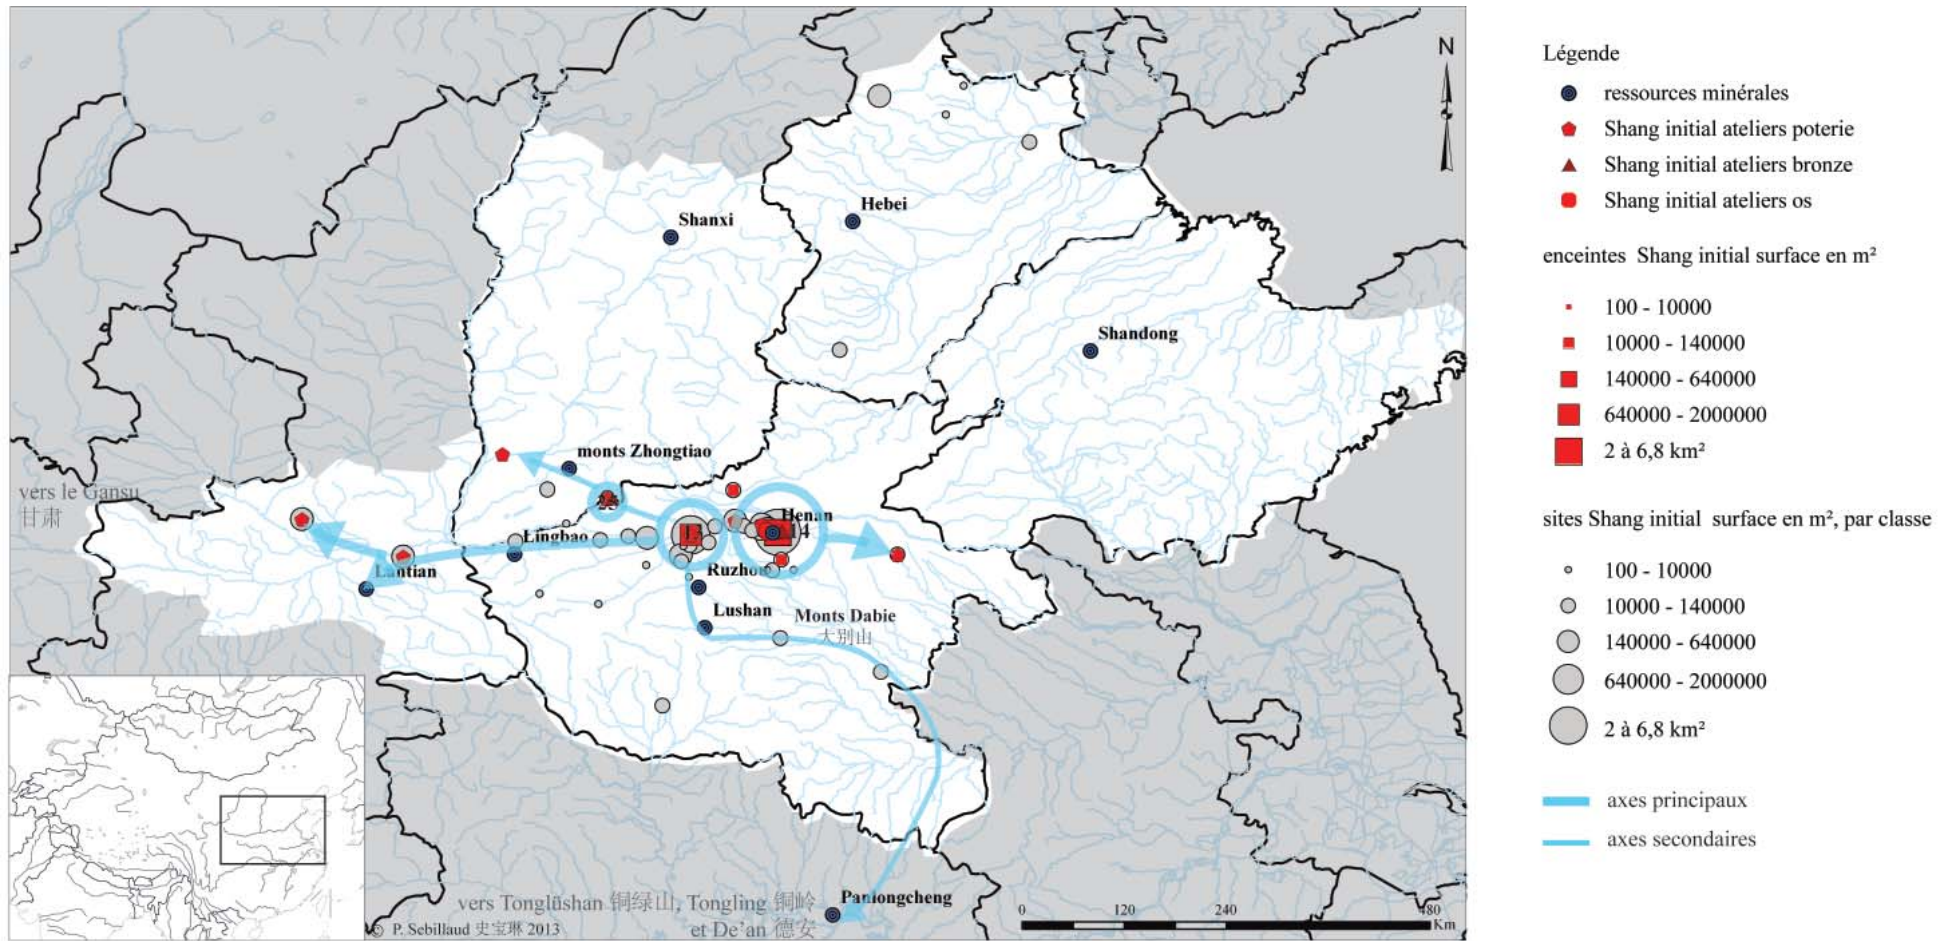 N
Hebei
Shanxi
Shandong
monts Zhongtiao
vers le Gansu
甘肃
25
Henan
13
14
Lingbao
Lantian
Ruzhou
Lushan
Monts Dabie
大别山
Panlongcheng
vers Tonglüshan 铜绿山, Tongling 铜岭
et De’an 德安
© P. Sebillaud 史宝琳 2013
0 120 240 480
Km
Légende
ressources minérales
Shang initial ateliers poterie
Shang initial ateliers bronze
Shang initial ateliers os
enceintes Shang initial surface en m²
100 - 10000
10000 - 140000
140000 - 640000
640000 - 2000000
2 à 6,8 km²
sites Shang initial surface en m², par classe
100 - 10000
10000 - 140000
140000 - 640000
640000 - 2000000
2 à 6,8 km²
axes principaux
axes secondaires